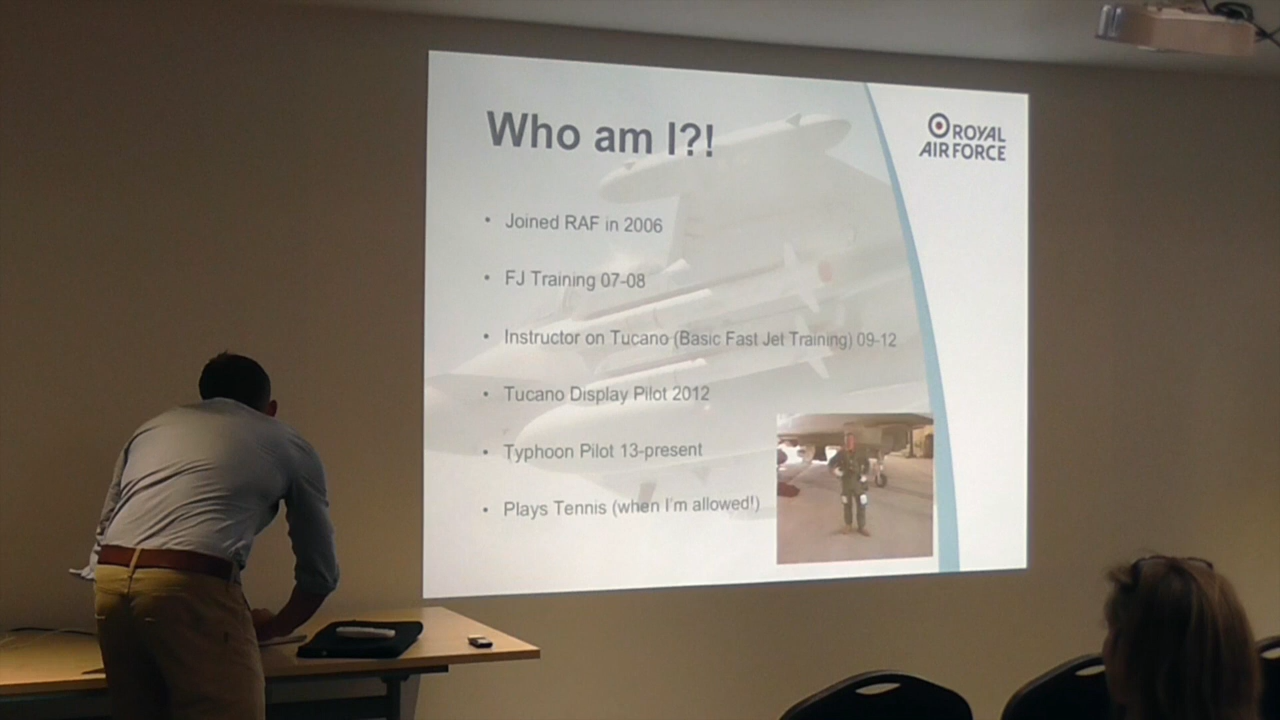 Who am I?!
ROYAL
AIR FORCE
• Joined RAF in 2006
• FJ Training 07-08
• Instructor on Tucano (Basic Fast Jet Training) 09-12
• Tucano Display Pilot 2012
• Typhoon Pilot 13-present
• Plays Tennis (when I'm allowed!)